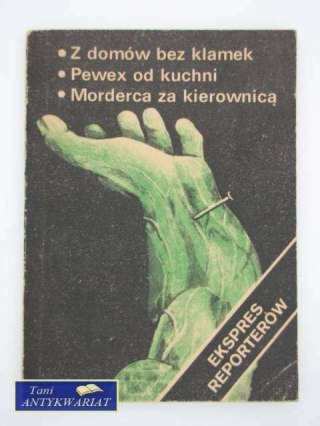 • Z domów bez klamek
• Pewex od kuchni
• Morderca za kierownicą
EKSPRES
REPORTERÓW
Tani
ANTYKWARIAT